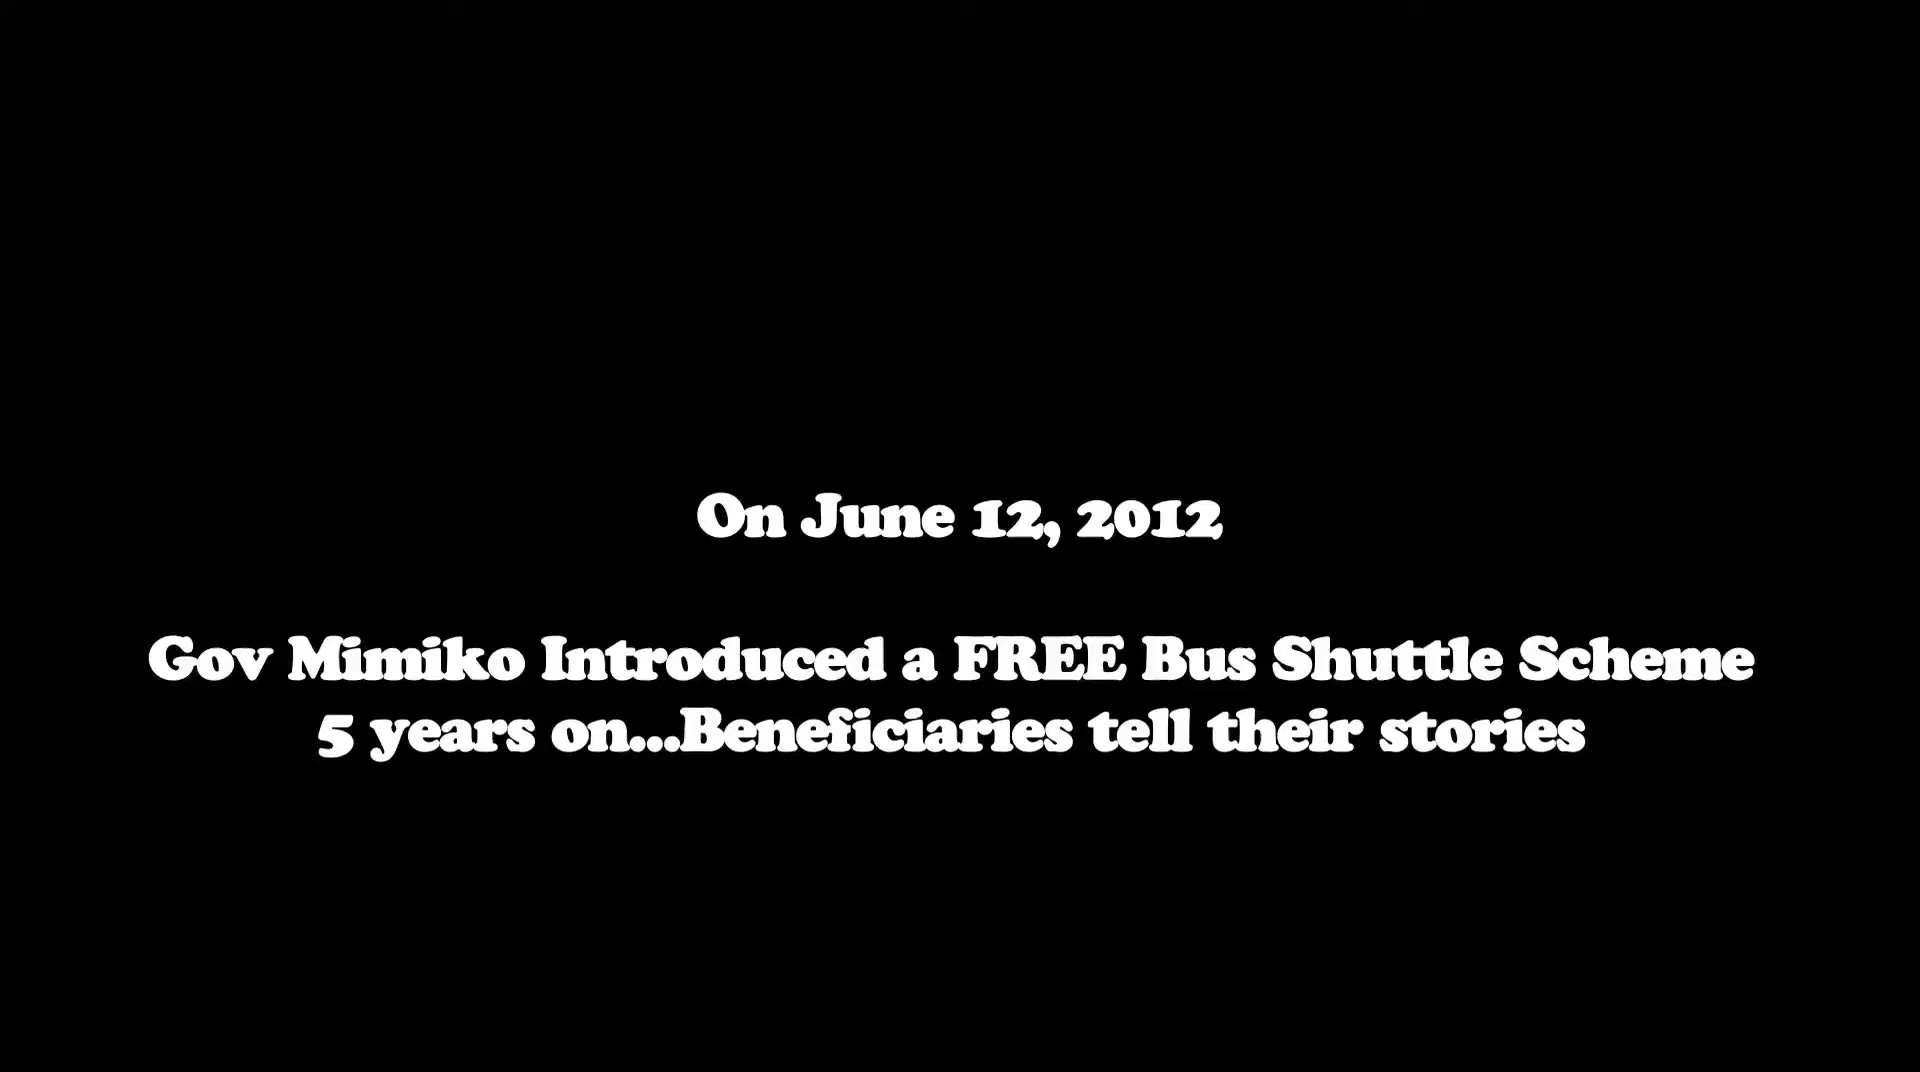 On June 12, 2012
Gov Mimiko Introduced a FREE Bus Shuttle Scheme
5 years on...Beneficiaries tell their stories